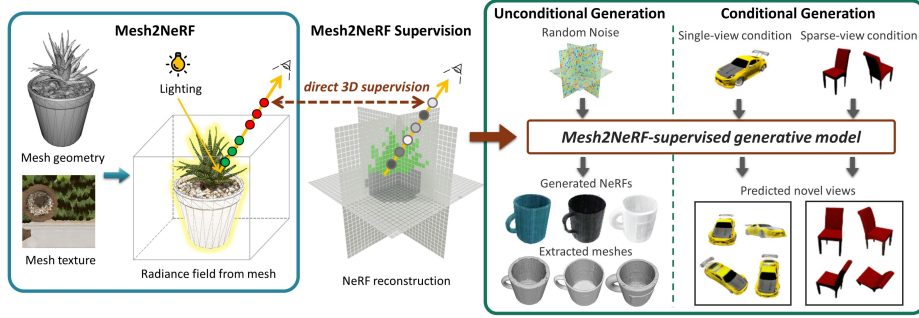 Mesh2NeRF
Mesh geometry
Mesh texture
Lighting
Radiance field from mesh
Mesh2NeRF Supervision
direct 3D supervision
NeRF reconstruction
Unconditional Generation
Random Noise
Conditional Generation
Single-view condition
Sparse-view condition
Mesh2NeRF-supervised generative model
Generated NeRFs
Extracted meshes
Predicted novel views